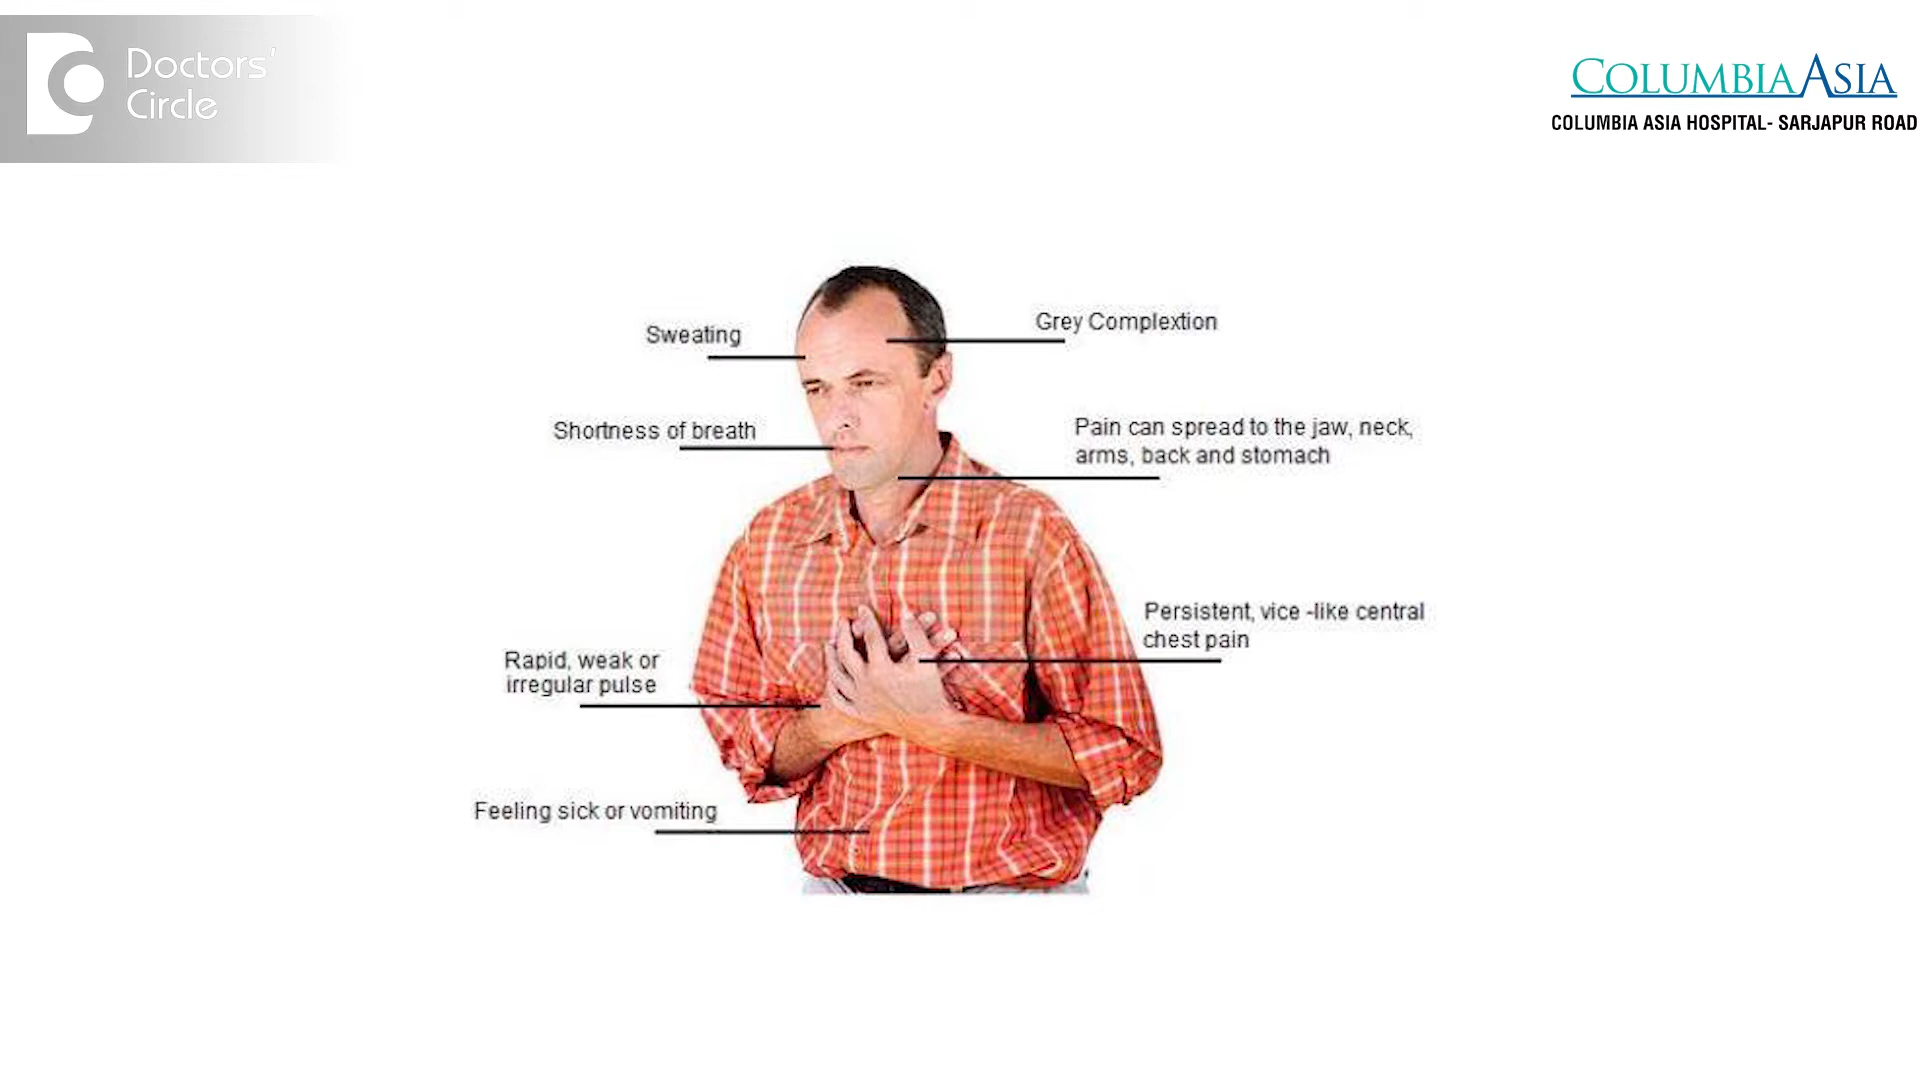 Doctors'
Circle
COLUMBIA ASIA
COLUMBIA ASIA HOSPITAL- SARJAPUR ROAD
Sweating
Grey Complextion
Shortness of breath
Pain can spread to the jaw, neck,
arms, back and stomach
Persistent, vice -like central
chest pain
Rapid, weak or
irregular pulse
Feeling sick or vomiting